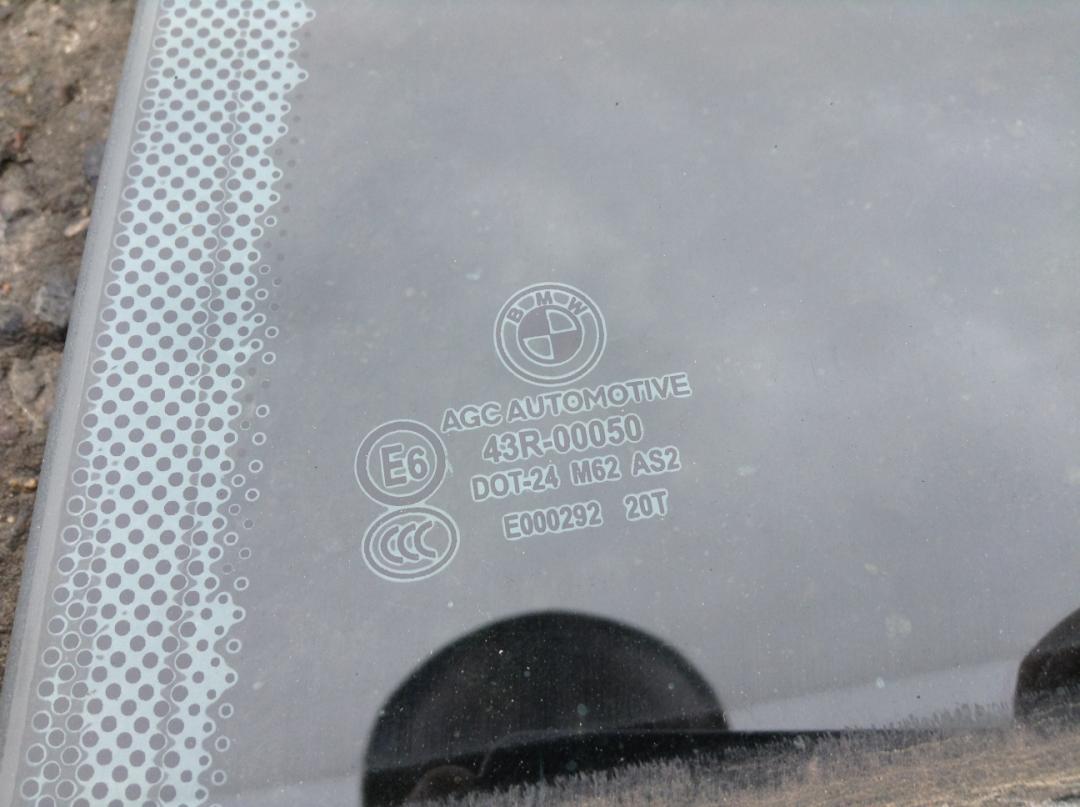 BMW
AGC AUTOMOTIVE
E6
43R-00050
DOT-24 M62 AS2
CCC
E000292 20T